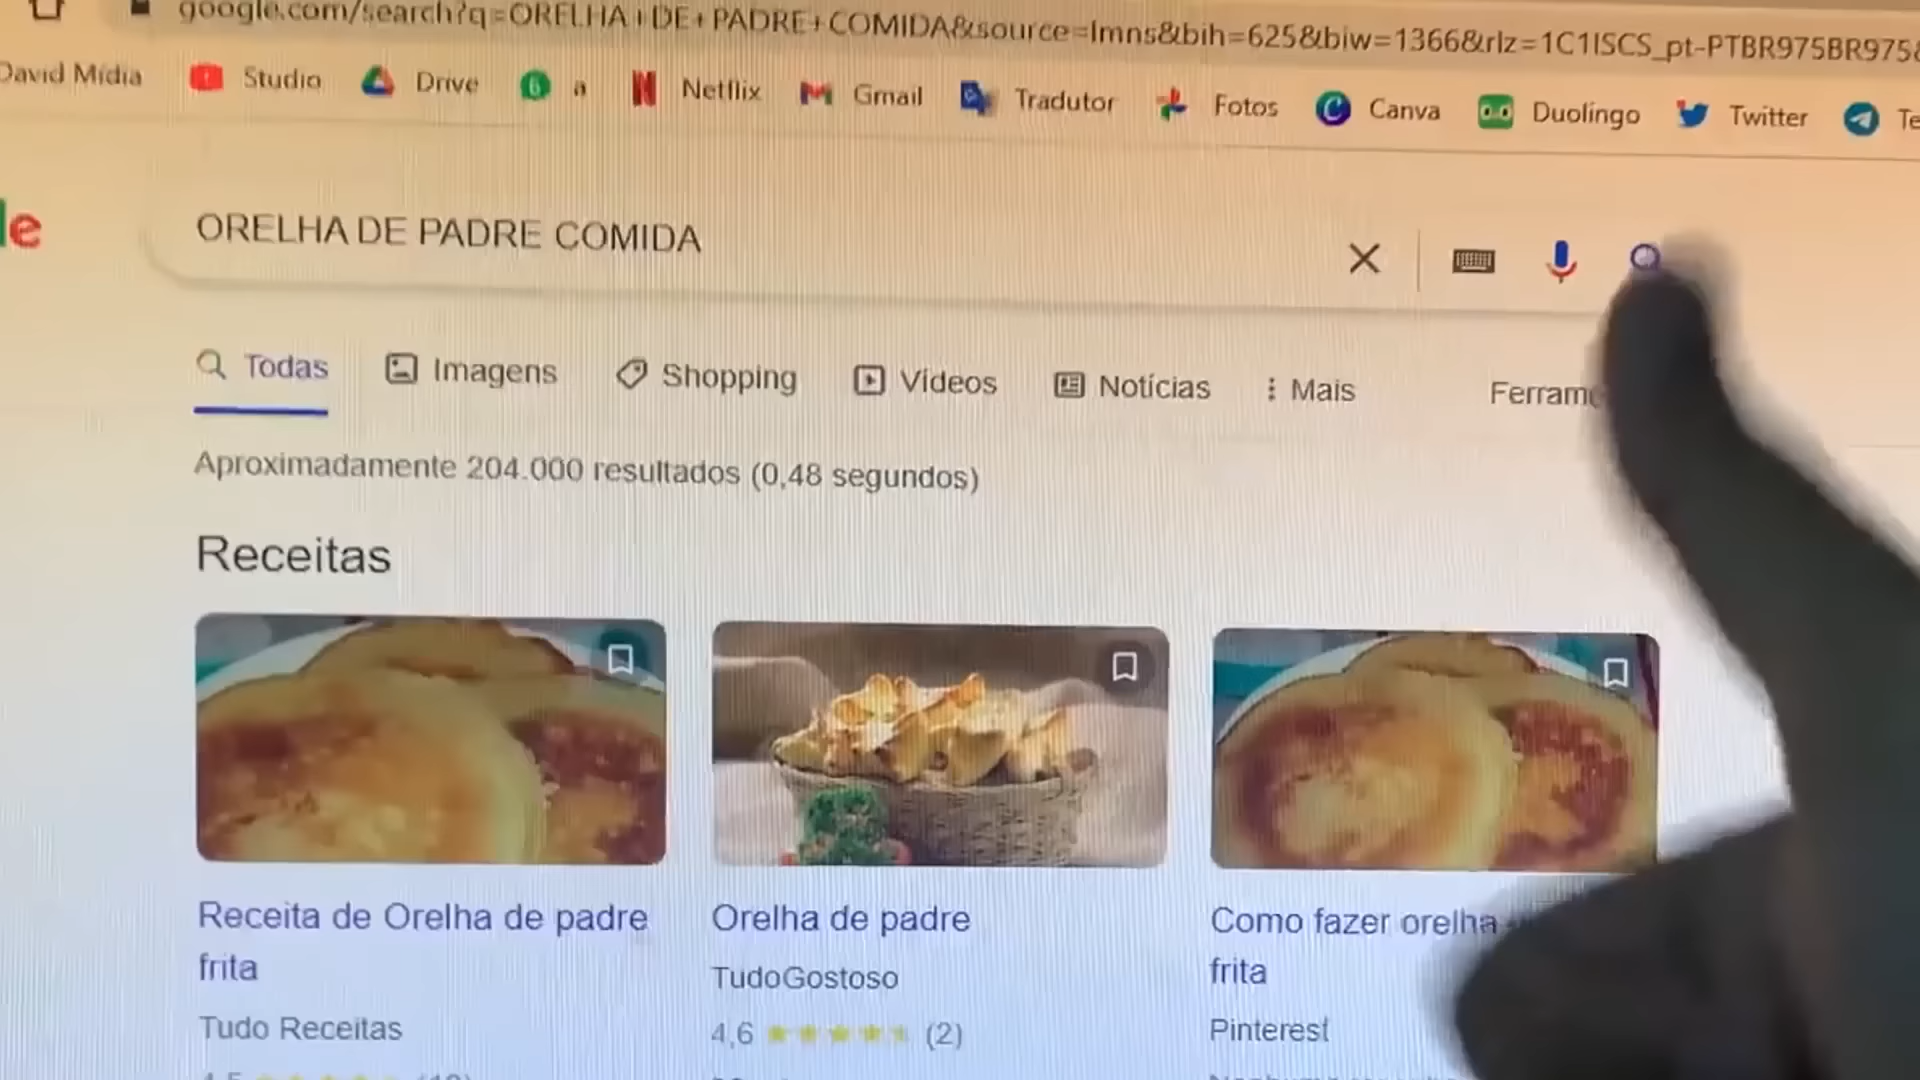 google.com/search?q=ORELHA+DE+PADRE+COMIDA&source=lmns&bih=625&biw=1366&rlz=1C1ISCS_pt-PTBR975BR975&
David Mídia Studio Drive a Netflix Gmail Tradutor Fotos Canva Duolingo Twitter Te
le ORELHA DE PADRE COMIDA
Todas Imagens Shopping Vídeos Notícias Mais Ferrame
Aproximadamente 204.000 resultados (0,48 segundos)
Receitas
Receita de Orelha de padre frita
Tudo Receitas
Orelha de padre
TudoGostoso
4,6 (2)
Como fazer orelha
frita
Pinterest